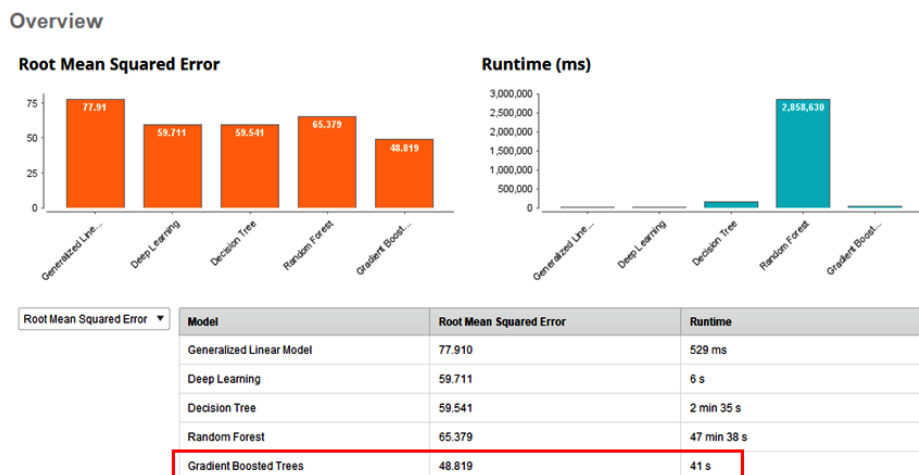 Overview
Root Mean Squared Error
75
50
25
0
77.91
59.711
59.541
65.379
48.819
Generalized Line...
Deep Learning
Decision Tree
Random Forest
Gradient Boost...
Runtime (ms)
3,000,000
2,500,000
2,000,000
1,500,000
1,000,000
500,000
0
2,858,630
Generalized Line...
Deep Learning
Decision Tree
Random Forest
Gradient Boost...
Root Mean Squared Error ▼
Model Root Mean Squared Error Runtime
Generalized Linear Model 77.910 529 ms
Deep Learning 59.711 6 s
Decision Tree 59.541 2 min 35 s
Random Forest 65.379 47 min 38 s
Gradient Boosted Trees 48.819 41 s